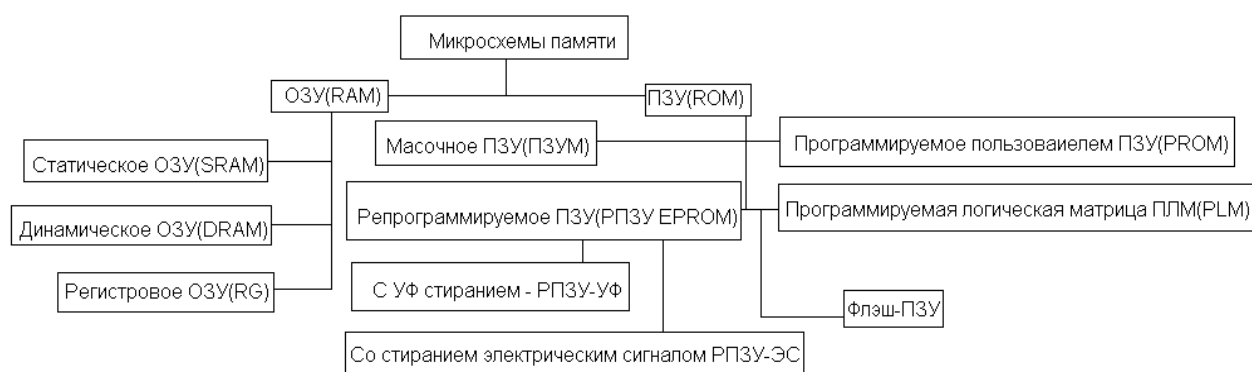 Микросхемы памяти
ОЗУ(RAM)
ПЗУ(ROM)
Масочное ПЗУ(ПЗУМ)
Программируемое пользоваиелем ПЗУ(PROM)
Статическое ОЗУ(SRAM)
Репрограммируемое ПЗУ(РПЗУ EPROM)
Программируемая логическая матрица ПЛМ(PLM)
Динамическое ОЗУ(DRAM)
С УФ стиранием - РПЗУ-УФ
Регистровое ОЗУ(RG)
Флэш-ПЗУ
Со стиранием электрическим сигналом РПЗУ-ЭС